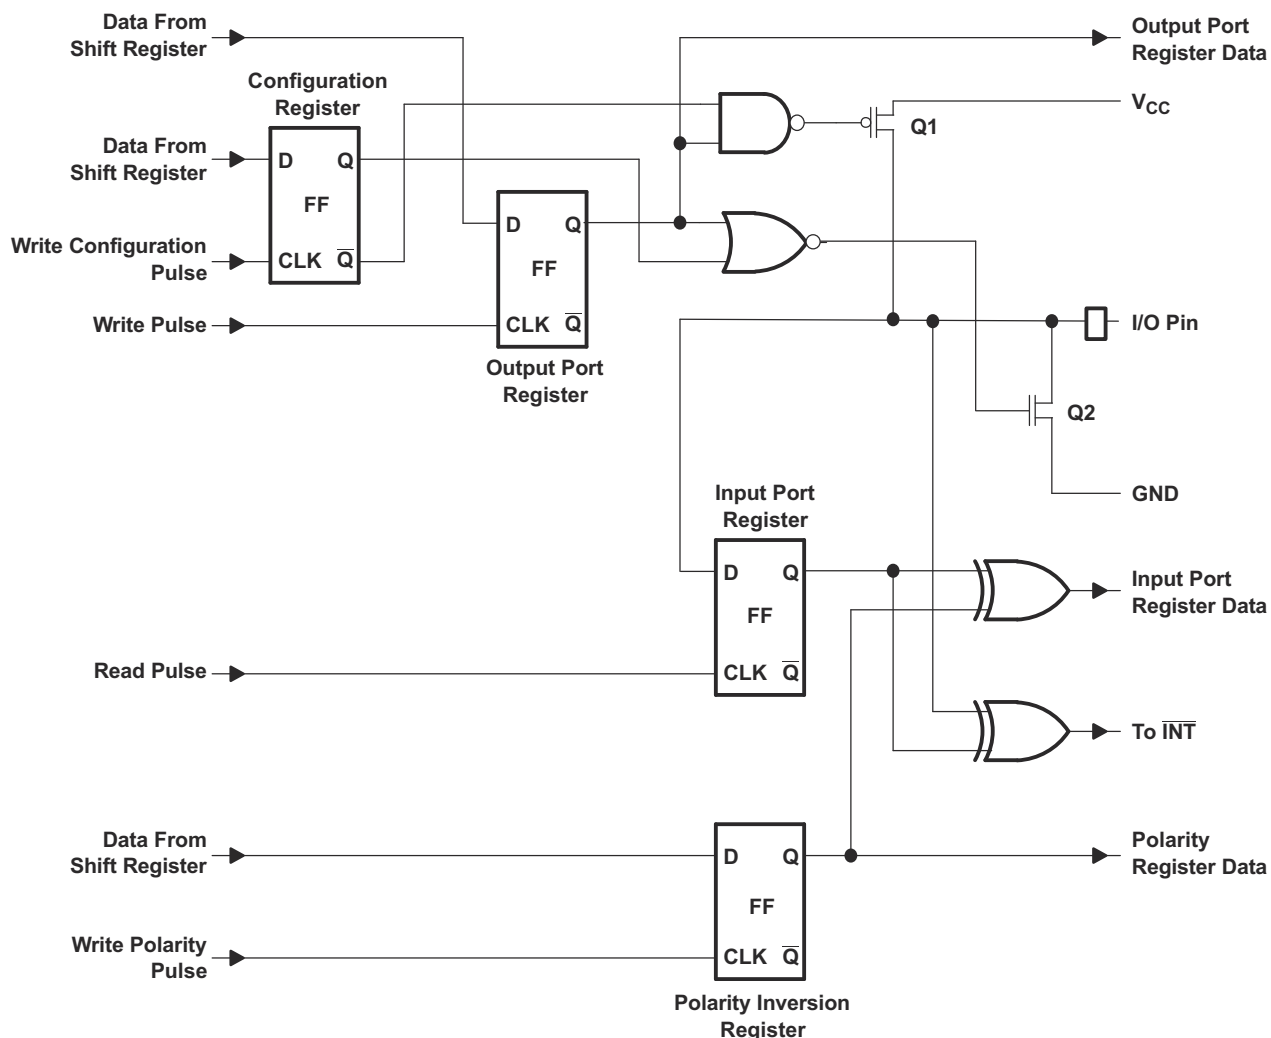 Data From
Shift Register
Output Port
Register Data
Configuration
Register
V_CC
Q1
Data From
Shift Register
D
Q
FF
CLK
Q̅
D
Q
FF
CLK
Q̅
Write Configuration
Pulse
Write Pulse
Output Port
Register
I/O Pin
Q2
GND
Input Port
Register
D
Q
FF
CLK
Q̅
Input Port
Register Data
Read Pulse
To I̅N̅T̅
Data From
Shift Register
D
Q
FF
CLK
Q̅
Polarity
Register Data
Write Polarity
Pulse
Polarity Inversion
Register